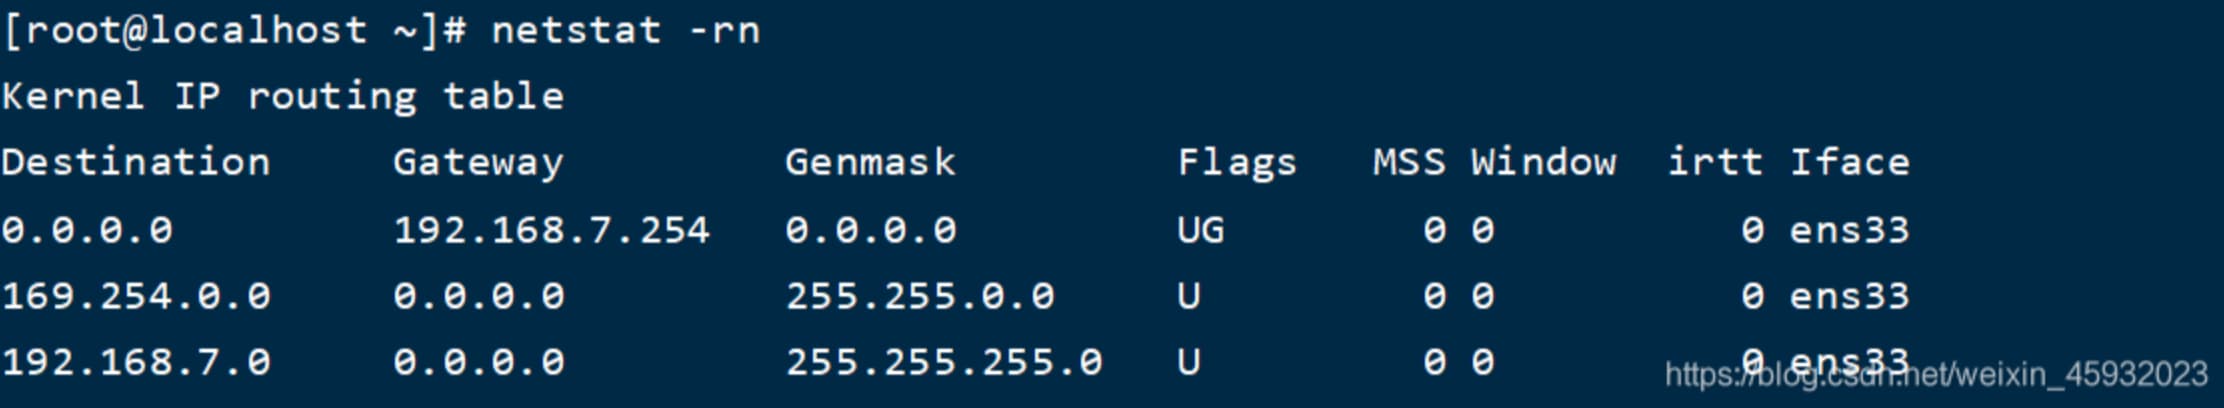 [root@localhost ~]# netstat -rn
Kernel IP routing table
Destination     Gateway         Genmask         Flags   MSS Window  irtt Iface
0.0.0.0         192.168.7.254   0.0.0.0         UG        0 0          0 ens33
169.254.0.0     0.0.0.0         255.255.0.0     U         0 0          0 ens33
192.168.7.0     0.0.0.0         255.255.255.0   U         0 0          0 ens33
https://blog.csdn.net/weixin_45932023